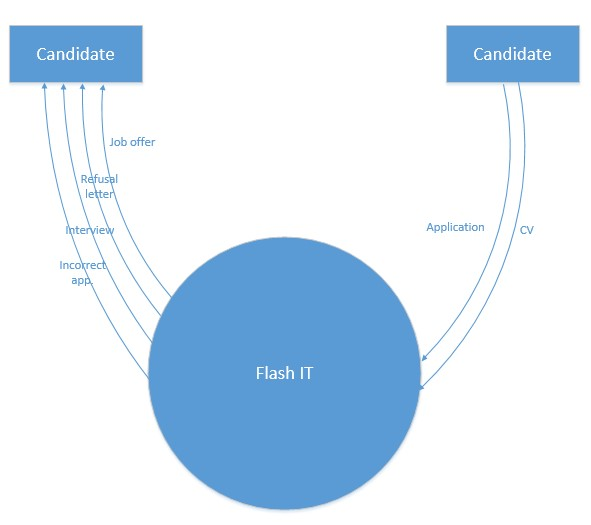 Candidate
Candidate
Job offer
Refusal
letter
Interview
Incorrect
app.
Application
CV
Flash IT